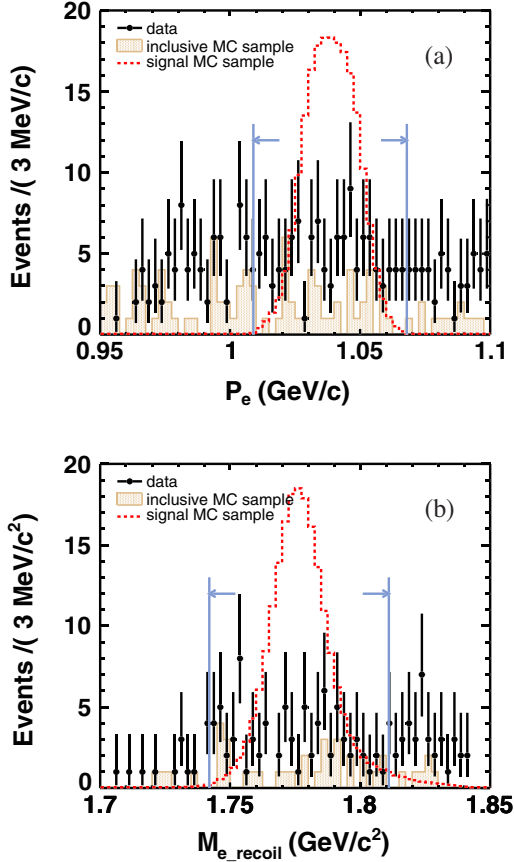 20
data
inclusive MC sample
signal MC sample
(a)
15
10
5
0
Events /( 3 MeV/c)
0.95 1 1.05 1.1
P_e (GeV/c)
20
data
inclusive MC sample
signal MC sample
(b)
15
10
5
0
Events /( 3 MeV/c²)
1.7 1.75 1.8 1.85
M_e_recoil (GeV/c²)